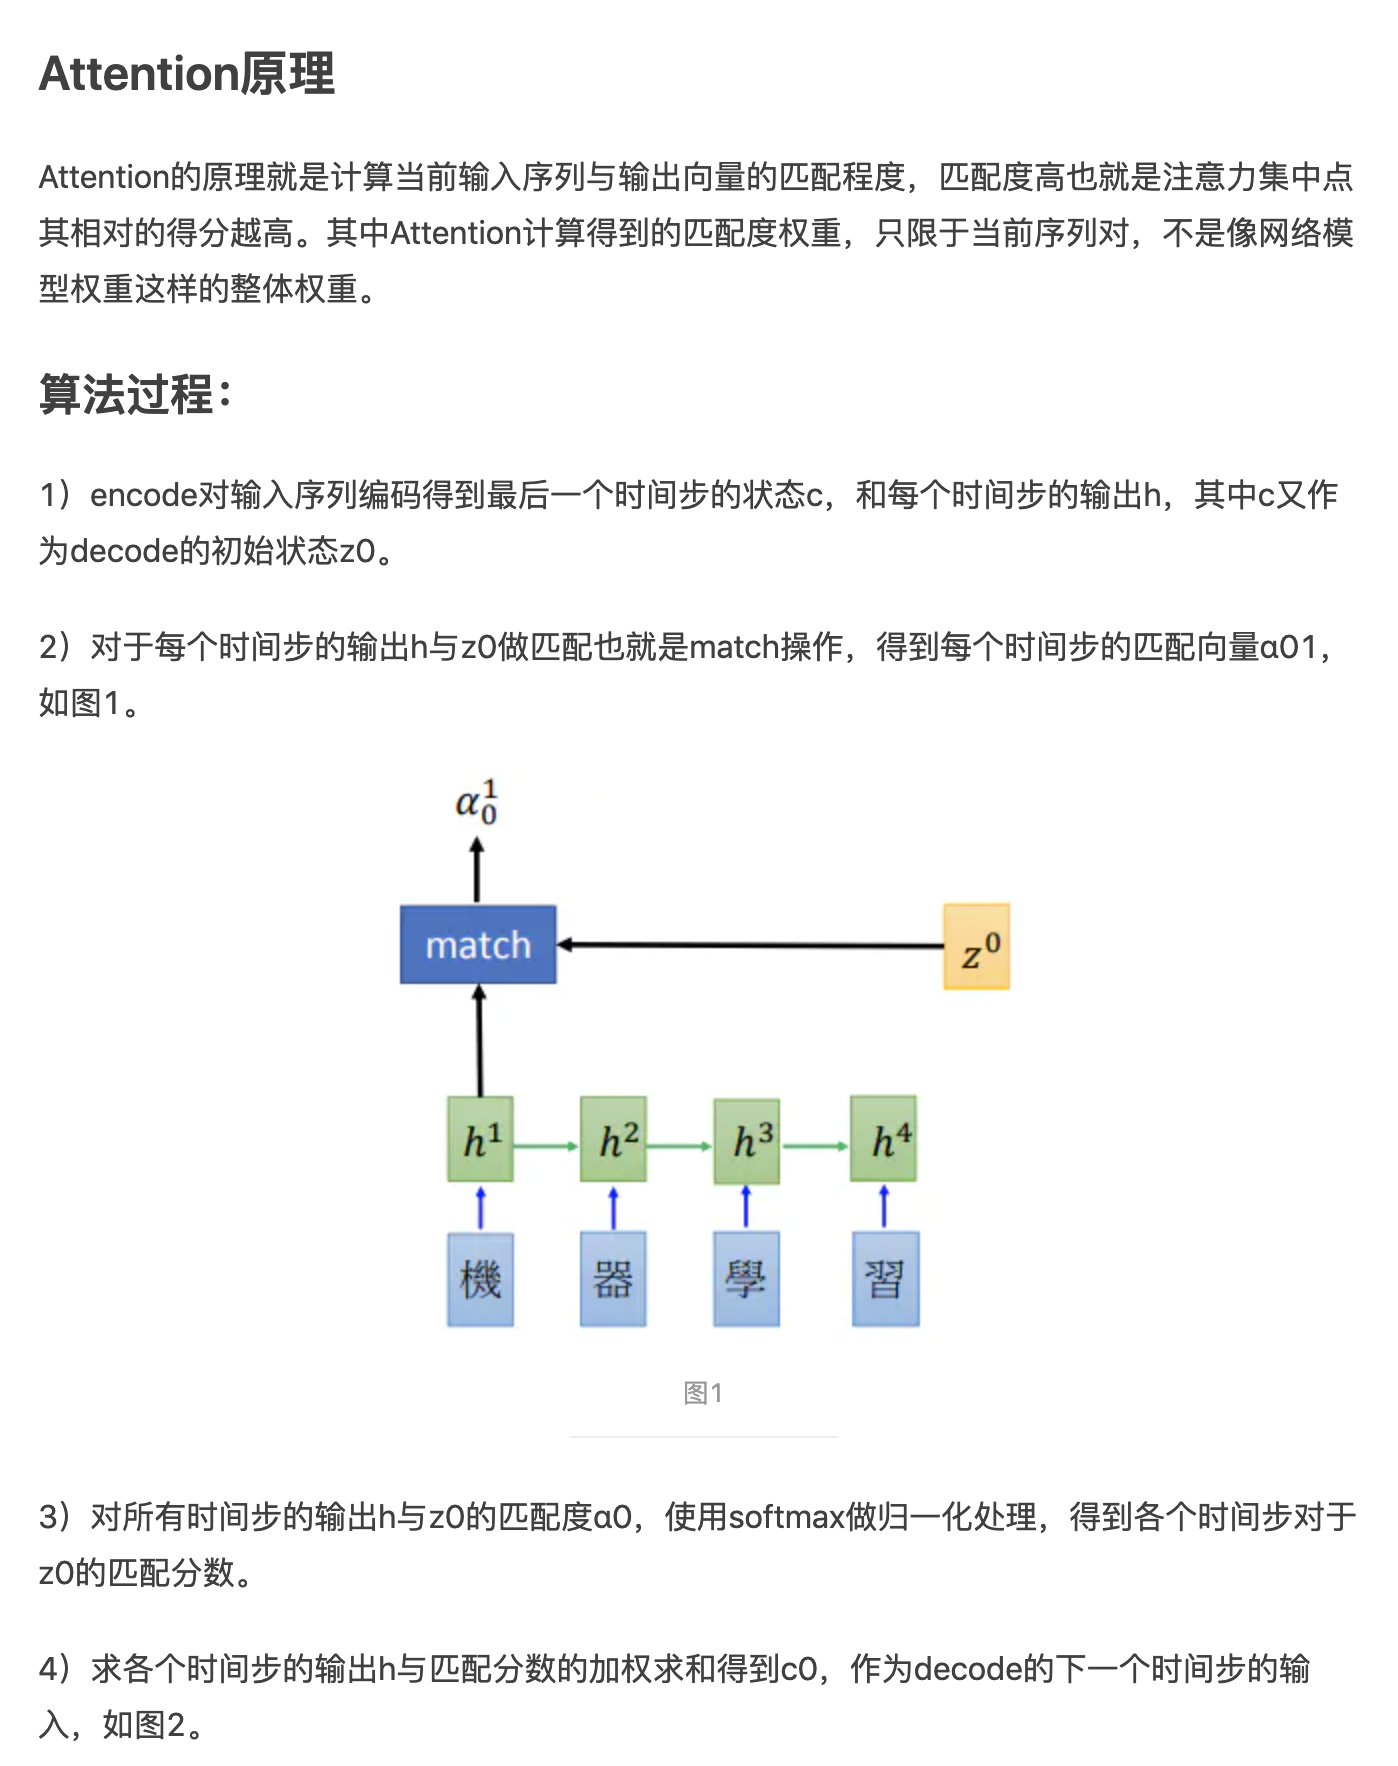 Attention原理
Attention的原理就是计算当前输入序列与输出向量的匹配程度，匹配度高也就是注意力集中点
其相对的得分越高。其中Attention计算得到的匹配度权重，只限于当前序列对，不是像网络模
型权重这样的整体权重。
算法过程：
1）encode对输入序列编码得到最后一个时间步的状态c，和每个时间步的输出h，其中c又作
为decode的初始状态z0。
2）对于每个时间步的输出h与z0做匹配也就是match操作，得到每个时间步的匹配向量α01，
如图1。
α₀¹
match
z⁰
h¹ h² h³ h⁴
機 器 學 習
图1
3）对所有时间步的输出h与z0的匹配度α0，使用softmax做归一化处理，得到各个时间步对于
z0的匹配分数。
4）求各个时间步的输出h与匹配分数的加权求和得到c0，作为decode的下一个时间步的输
入，如图2。